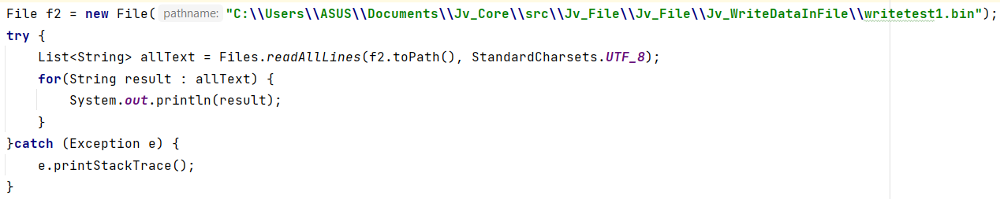 File f2 = new File( pathname: "C:\\Users\\ASUS\\Documents\\Jv_Core\\src\\Jv_File\\Jv_File\\Jv_WriteDataInFile\\writetest1.bin");
try {
    List<String> allText = Files.readAllLines(f2.toPath(), StandardCharsets.UTF_8);
    for(String result : allText) {
        System.out.println(result);
    }
}catch (Exception e) {
    e.printStackTrace();
}